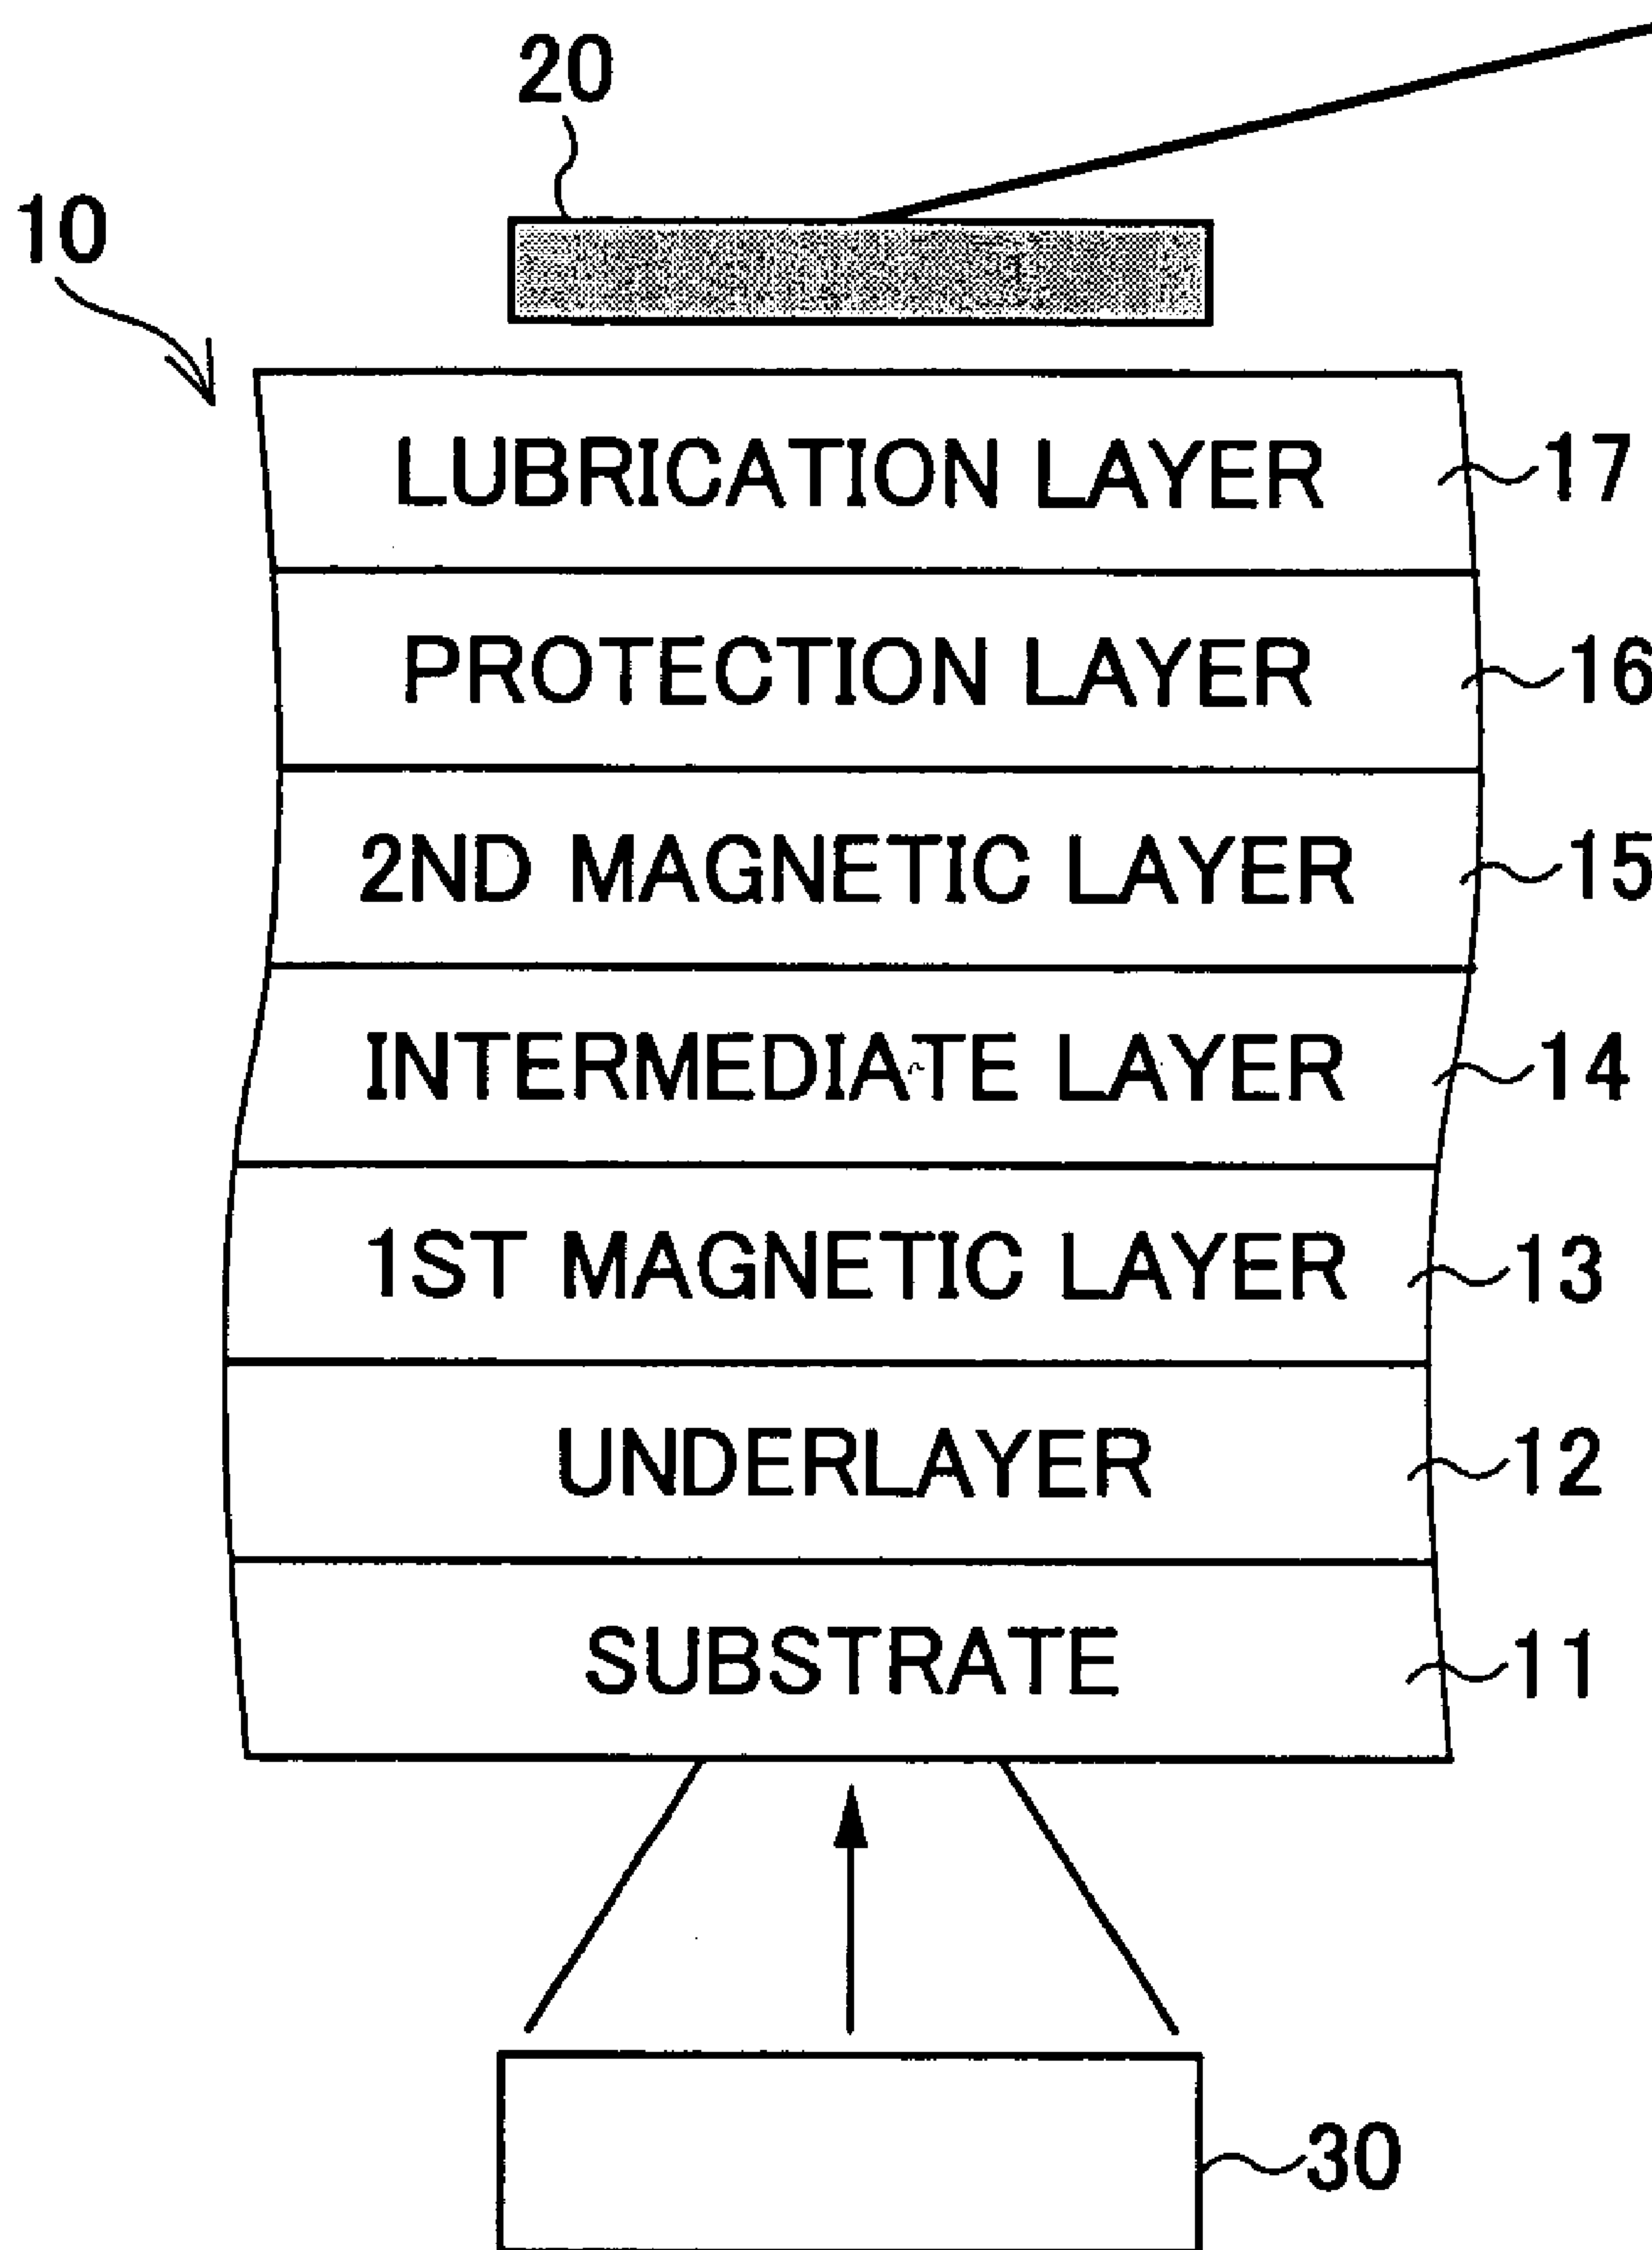 20
10
LUBRICATION LAYER 17
PROTECTION LAYER 16
2ND MAGNETIC LAYER 15
INTERMEDIATE LAYER 14
1ST MAGNETIC LAYER 13
UNDERLAYER 12
SUBSTRATE 11
30